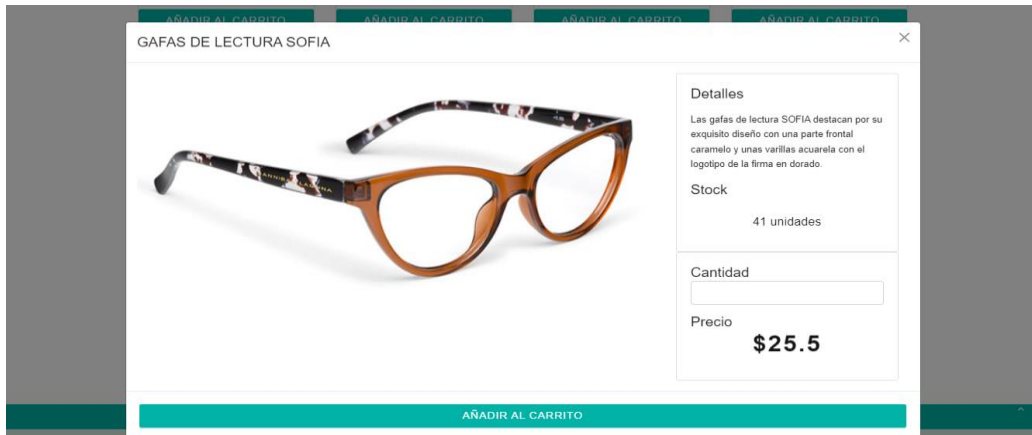 AÑADIR AL CARRITO AÑADIR AL CARRITO AÑADIR AL CARRITO AÑADIR AL CARRITO
GAFAS DE LECTURA SOFIA
ANNIBAL LAGUNA
Detalles
Las gafas de lectura SOFIA destacan por su
exquisito diseño con una parte frontal
caramelo y unas varillas acuarela con el
logotipo de la firma en dorado.
Stock
41 unidades
Cantidad
Precio
$25.5
AÑADIR AL CARRITO